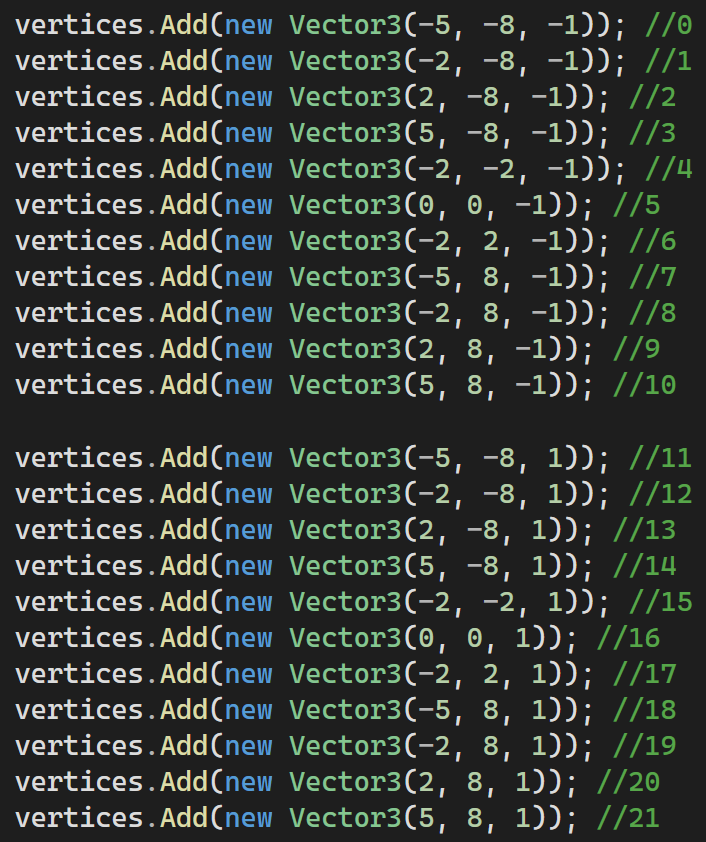 vertices.Add(new Vector3(-5, -8, -1)); //0
vertices.Add(new Vector3(-2, -8, -1)); //1
vertices.Add(new Vector3(2, -8, -1)); //2
vertices.Add(new Vector3(5, -8, -1)); //3
vertices.Add(new Vector3(-2, -2, -1)); //4
vertices.Add(new Vector3(0, 0, -1)); //5
vertices.Add(new Vector3(-2, 2, -1)); //6
vertices.Add(new Vector3(-5, 8, -1)); //7
vertices.Add(new Vector3(-2, 8, -1)); //8
vertices.Add(new Vector3(2, 8, -1)); //9
vertices.Add(new Vector3(5, 8, -1)); //10
vertices.Add(new Vector3(-5, -8, 1)); //11
vertices.Add(new Vector3(-2, -8, 1)); //12
vertices.Add(new Vector3(2, -8, 1)); //13
vertices.Add(new Vector3(5, -8, 1)); //14
vertices.Add(new Vector3(-2, -2, 1)); //15
vertices.Add(new Vector3(0, 0, 1)); //16
vertices.Add(new Vector3(-2, 2, 1)); //17
vertices.Add(new Vector3(-5, 8, 1)); //18
vertices.Add(new Vector3(-2, 8, 1)); //19
vertices.Add(new Vector3(2, 8, 1)); //20
vertices.Add(new Vector3(5, 8, 1)); //21